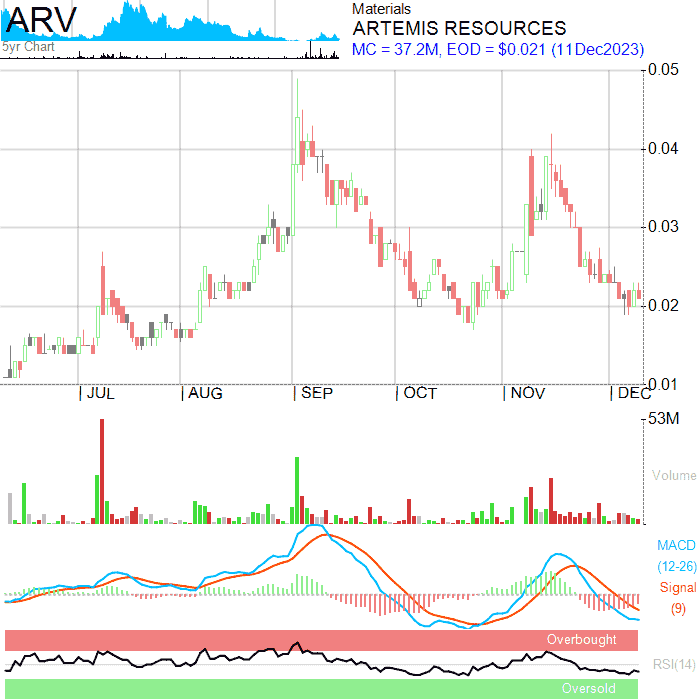 ARV
5yr Chart
Materials
ARTEMIS RESOURCES
MC = 37.2M, EOD = $0.021 (11Dec2023)
0.05
0.04
0.03
0.02
0.01
JUL AUG SEP OCT NOV DEC
53M
Volume
MACD
(12-26)
Signal
(9)
Overbought
RSI(14)
Oversold